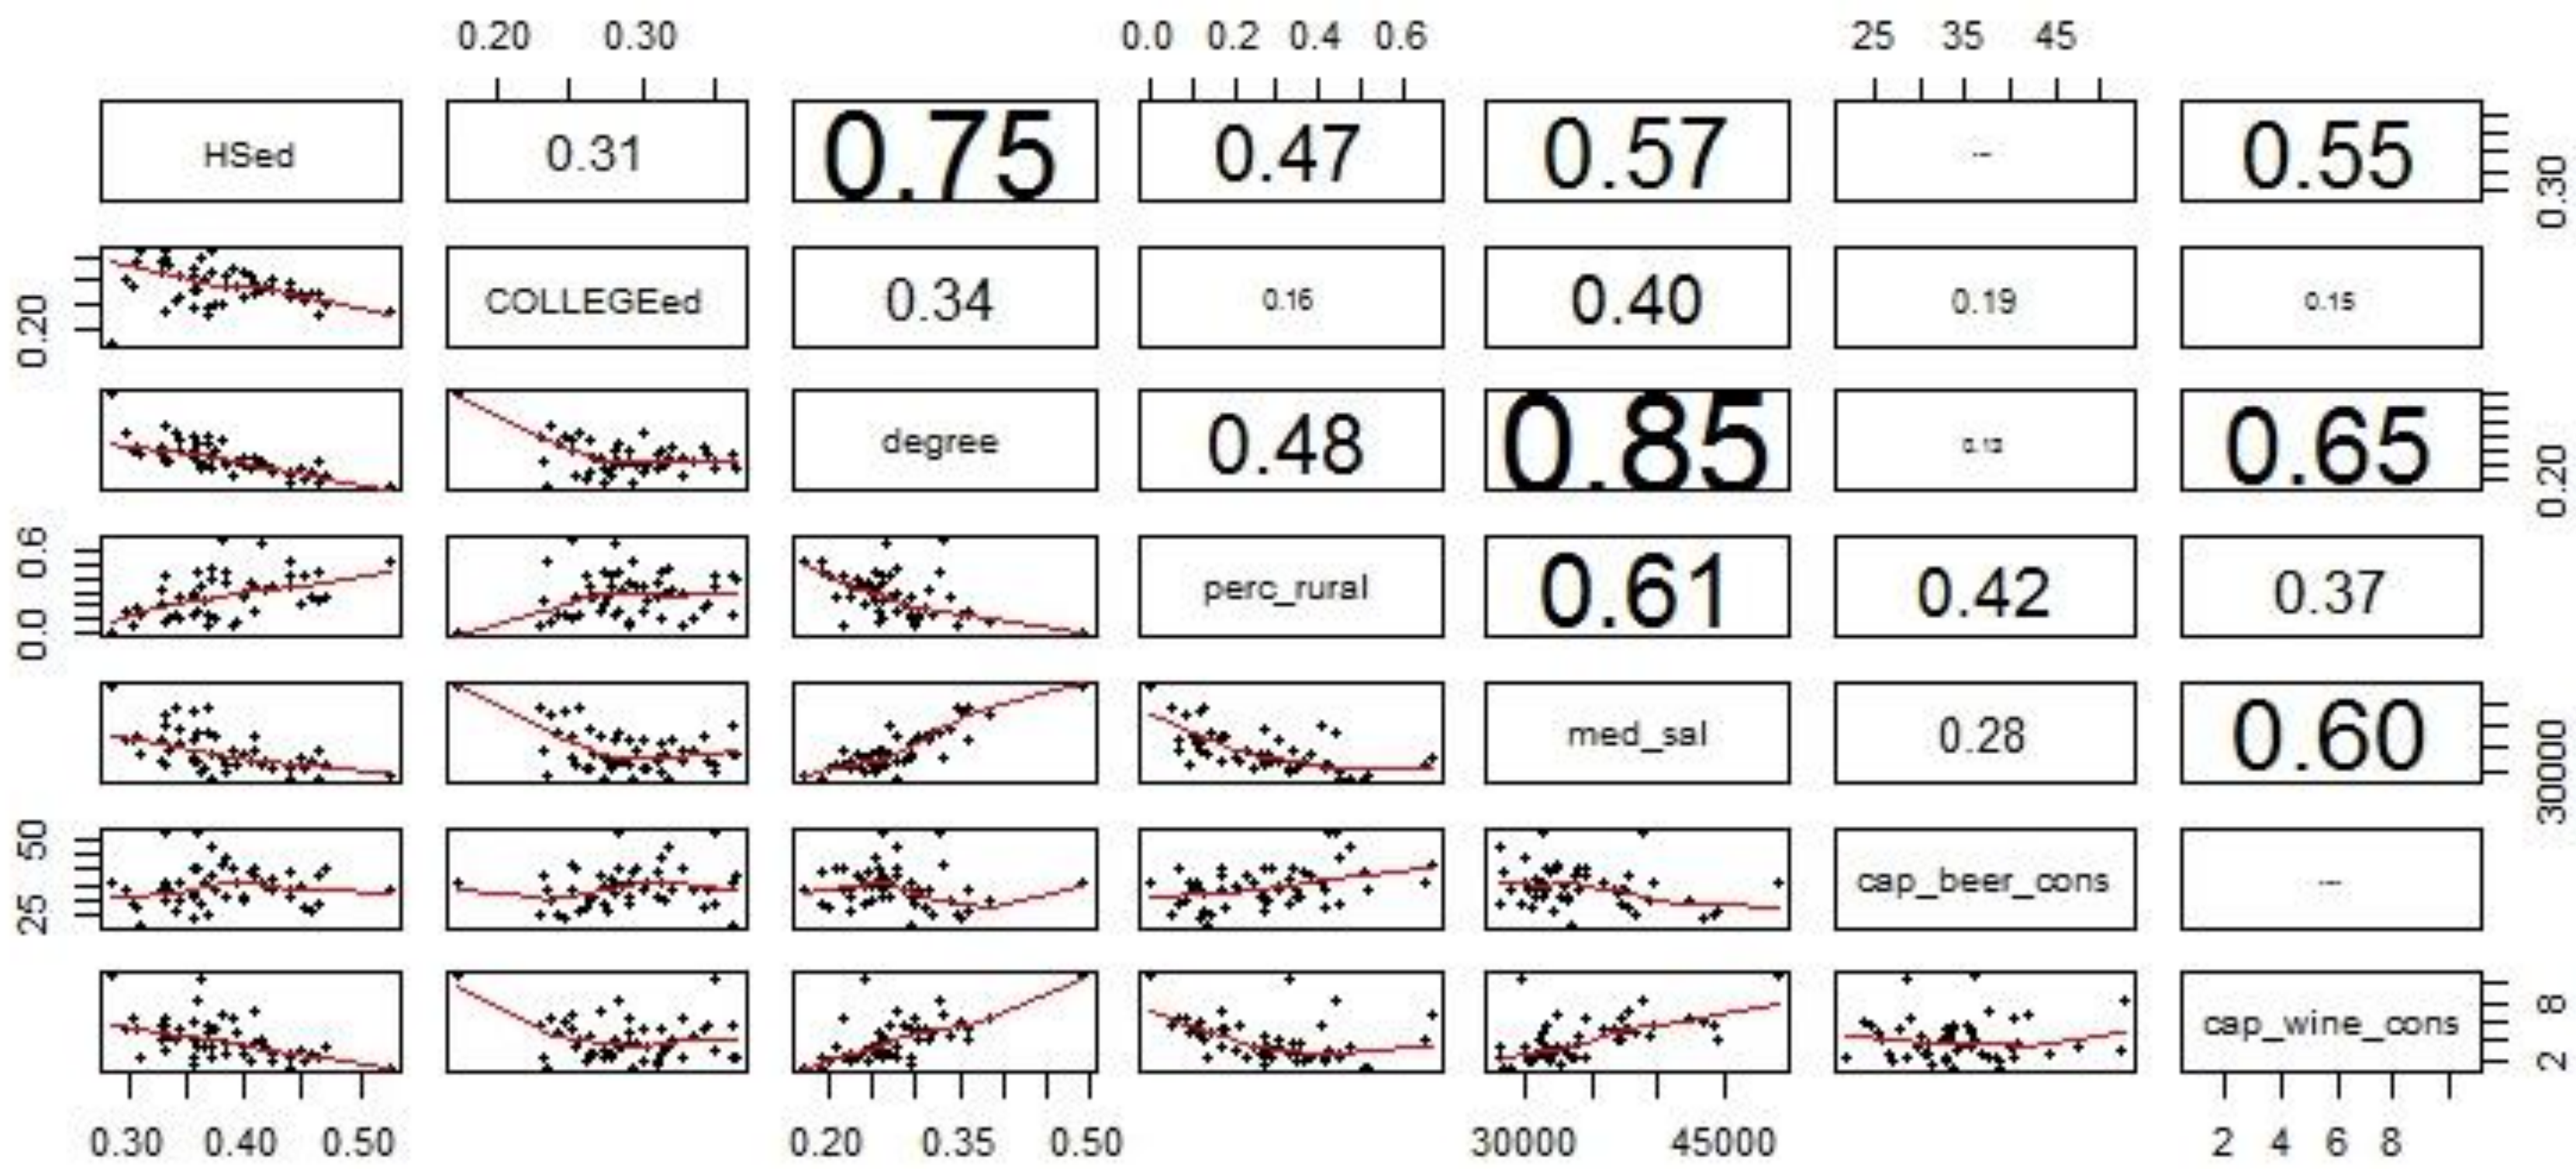 0.20 0.30 0.0 0.2 0.4 0.6 25 35 45
HSed 0.31 0.75 0.47 0.57 0.55 0.30
0.20 COLLEGEed 0.34 0.16 0.40 0.19 0.15
degree 0.48 0.85 0.65 0.20
0.0 0.6 perc_rural 0.61 0.42 0.37
med_sal 0.28 0.60 30000
25 50 cap_beer_cons
cap_wine_cons 2 8
0.30 0.40 0.50 0.20 0.35 0.50 30000 45000 2 4 6 8